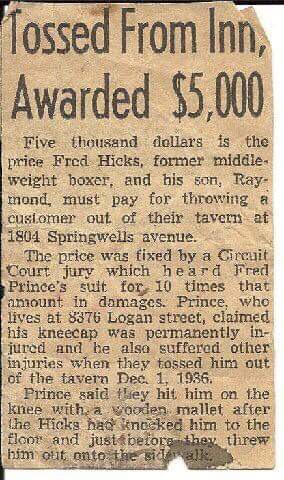 Tossed From Inn,
Awarded $5,000
Five thousand dollars is the
price Fred Hicks, former middle-
weight boxer, and his son, Ray-
mond, must pay for throwing a
customer out of their tavern at
1804 Springwells avenue.
The price was fixed by a Circuit
Court jury which heard Fred
Prince's suit for 10 times that
amount in damages. Prince, who
lives at 8376 Logan street, claimed
his kneecap was permanently in-
jured and he also suffered other
injuries when they tossed him out
of the tavern Dec. 1, 1936.
Prince said they hit him on the
knee with a wooden mallet after
the Hicks had knocked him to the
floor and just before they threw
him out onto the sidewalk.